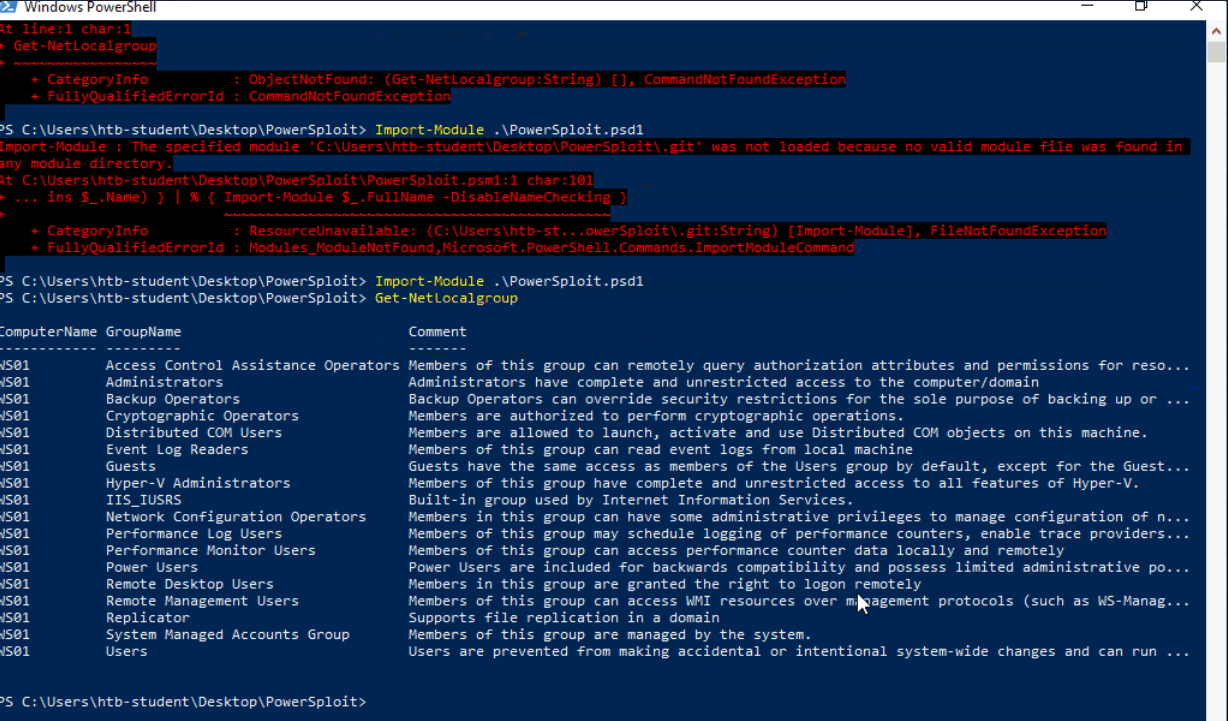 Windows PowerShell
At line:1 char:1
+ Get-NetLocalgroup
+ ~~~~~~~~~~~~~~~~~
    + CategoryInfo          : ObjectNotFound: (Get-NetLocalgroup:String) [], CommandNotFoundException
    + FullyQualifiedErrorId : CommandNotFoundException
PS C:\Users\htb-student\Desktop\PowerSploit> Import-Module .\PowerSploit.psd1
Import-Module : The specified module 'C:\Users\htb-student\Desktop\PowerSploit\.git' was not loaded because no valid module file was found in
any module directory.
At C:\Users\htb-student\Desktop\PowerSploit\PowerSploit.psm1:1 char:101
+ ... ins $_.Name) } | % { Import-Module $_.FullName -DisableNameChecking }
+                          ~~~~~~~~~~~~~~~~~~~~~~~~~~~~~~~~~~~~~~~~~~~~~~
    + CategoryInfo          : ResourceUnavailable: (C:\Users\htb-st...owerSploit\.git:String) [Import-Module], FileNotFoundException
    + FullyQualifiedErrorId : Modules_ModuleNotFound,Microsoft.PowerShell.Commands.ImportModuleCommand
PS C:\Users\htb-student\Desktop\PowerSploit> Import-Module .\PowerSploit.psd1
PS C:\Users\htb-student\Desktop\PowerSploit> Get-NetLocalgroup
ComputerName GroupName                           Comment
------------ ---------                           -------
WS01         Access Control Assistance Operators Members of this group can remotely query authorization attributes and permissions for reso...
WS01         Administrators                      Administrators have complete and unrestricted access to the computer/domain
WS01         Backup Operators                    Backup Operators can override security restrictions for the sole purpose of backing up or ...
WS01         Cryptographic Operators             Members are authorized to perform cryptographic operations.
WS01         Distributed COM Users               Members are allowed to launch, activate and use Distributed COM objects on this machine.
WS01         Event Log Readers                   Members of this group can read event logs from local machine
WS01         Guests                              Guests have the same access as members of the Users group by default, except for the Guest...
WS01         Hyper-V Administrators              Members of this group have complete and unrestricted access to all features of Hyper-V.
WS01         IIS_IUSRS                           Built-in group used by Internet Information Services.
WS01         Network Configuration Operators     Members in this group can have some administrative privileges to manage configuration of n...
WS01         Performance Log Users               Members of this group may schedule logging of performance counters, enable trace providers...
WS01         Performance Monitor Users           Members of this group can access performance counter data locally and remotely
WS01         Power Users                         Power Users are included for backwards compatibility and possess limited administrative po...
WS01         Remote Desktop Users                Members in this group are granted the right to logon remotely
WS01         Remote Management Users             Members of this group can access WMI resources over management protocols (such as WS-Manag...
WS01         Replicator                          Supports file replication in a domain
WS01         System Managed Accounts Group       Members of this group are managed by the system.
WS01         Users                               Users are prevented from making accidental or intentional system-wide changes and can run ...
PS C:\Users\htb-student\Desktop\PowerSploit>